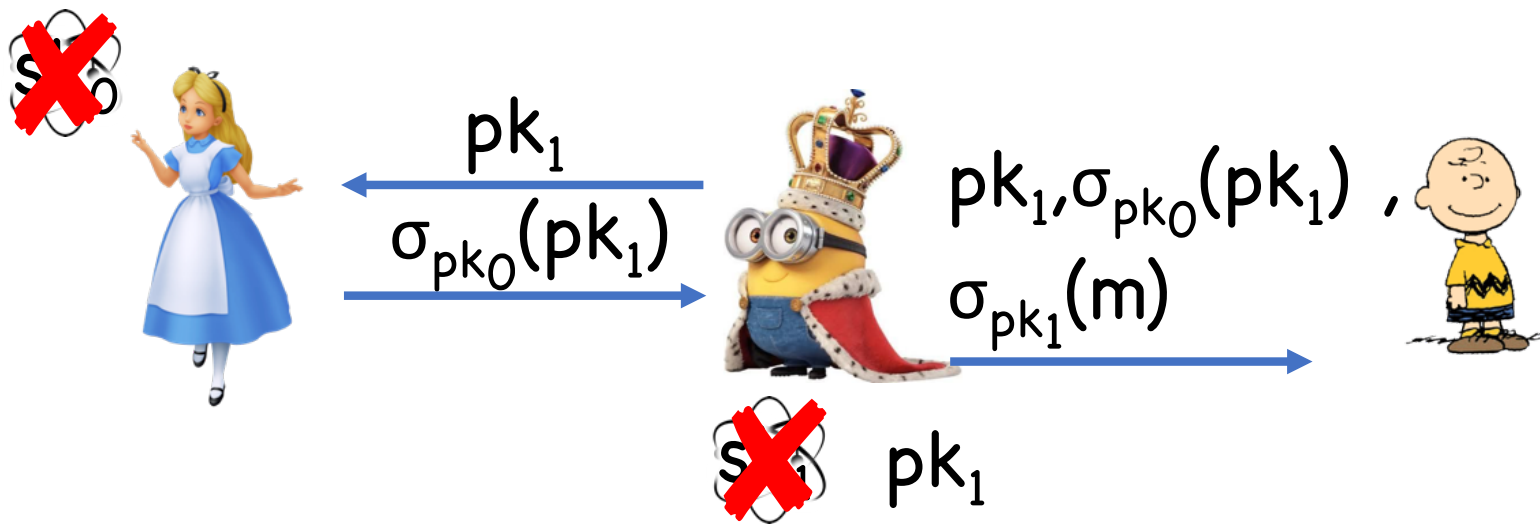 pk₁
σ_pk₀(pk₁)
pk₁,σ_pk₀(pk₁) ,
σ_pk₁(m)
pk₁